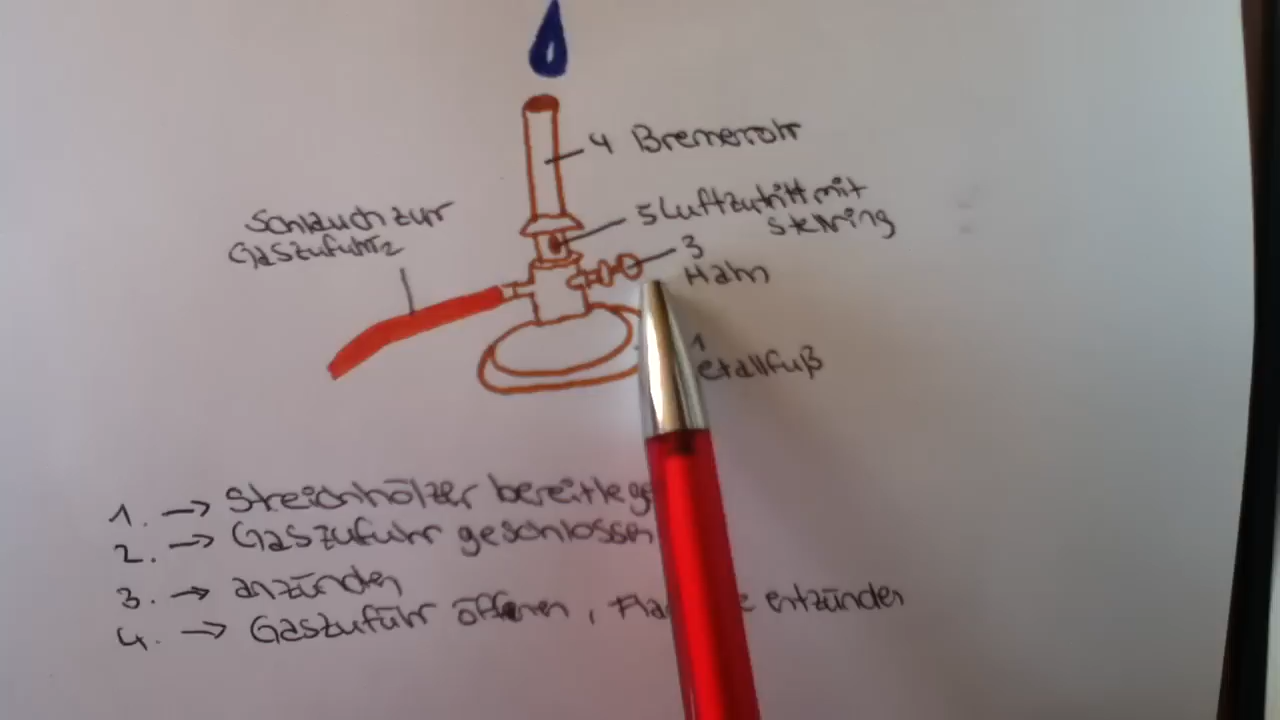 4 Brennerrohr
5 Luftzutritt mit
Stellring
Schlauch zur
Gaszufuhr 2
3
Hahn
1
etallfuß
1. → Streichhölzer bereitleg
2. → Gaszufuhr geschlossen
3. → anzünden
4. → Gaszufuhr öffnen, Fla entzünden